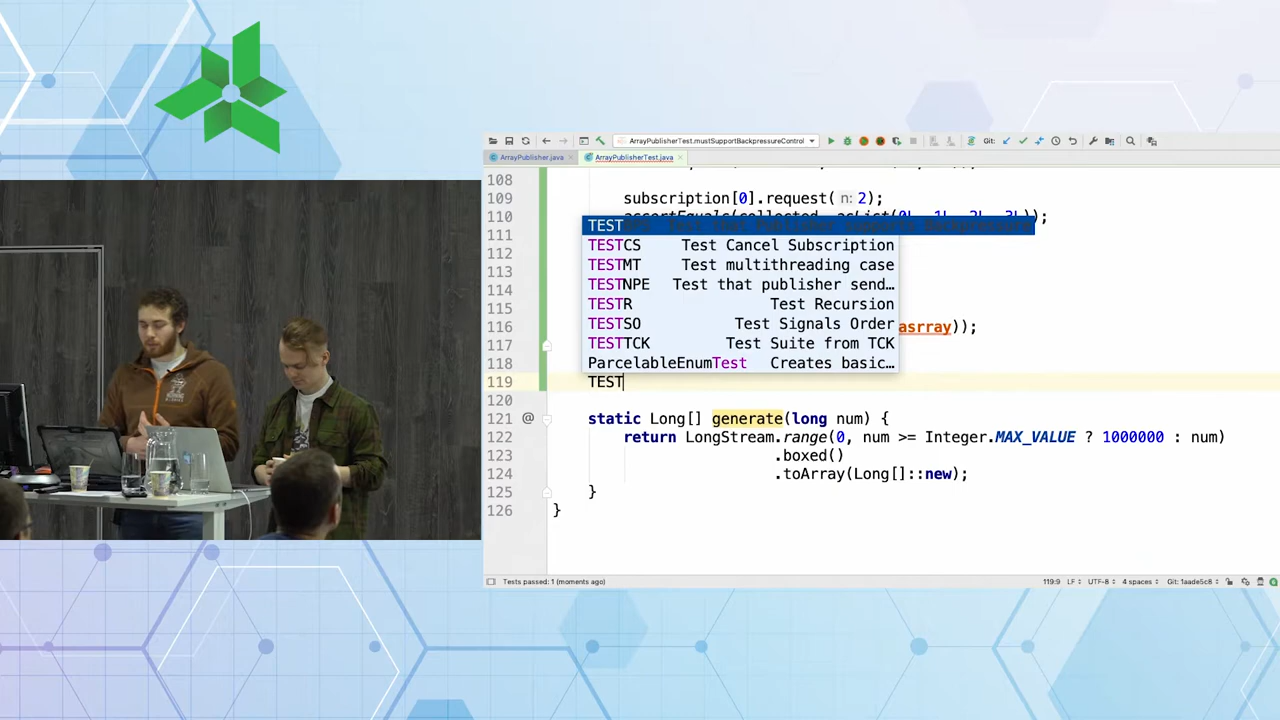 ArrayPublisherTest.mustSupportBackpressureControl
Git:
ArrayPublisher.java
ArrayPublisherTest.java
108
109 subscription[0].request( n: 2);
110
111 TEST
112 TESTCS Test Cancel Subscription
113 TESTMT Test multithreading case
114 TESTNPE Test that publisher send…
115 TESTR Test Recursion
116 TESTSO Test Signals Order asrray));
117 TESTTCK Test Suite from TCK
118 ParcelableEnumTest Creates basic…
119 TEST
120
121 static Long[] generate(long num) {
122 return LongStream.range(0, num >= Integer.MAX_VALUE ? 1000000 : num)
123 .boxed()
124 .toArray(Long[]::new);
125 }
126 }
Tests passed: 1 (moments ago)
119:9 LF UTF-8 4 spaces Git: 1aade5c8